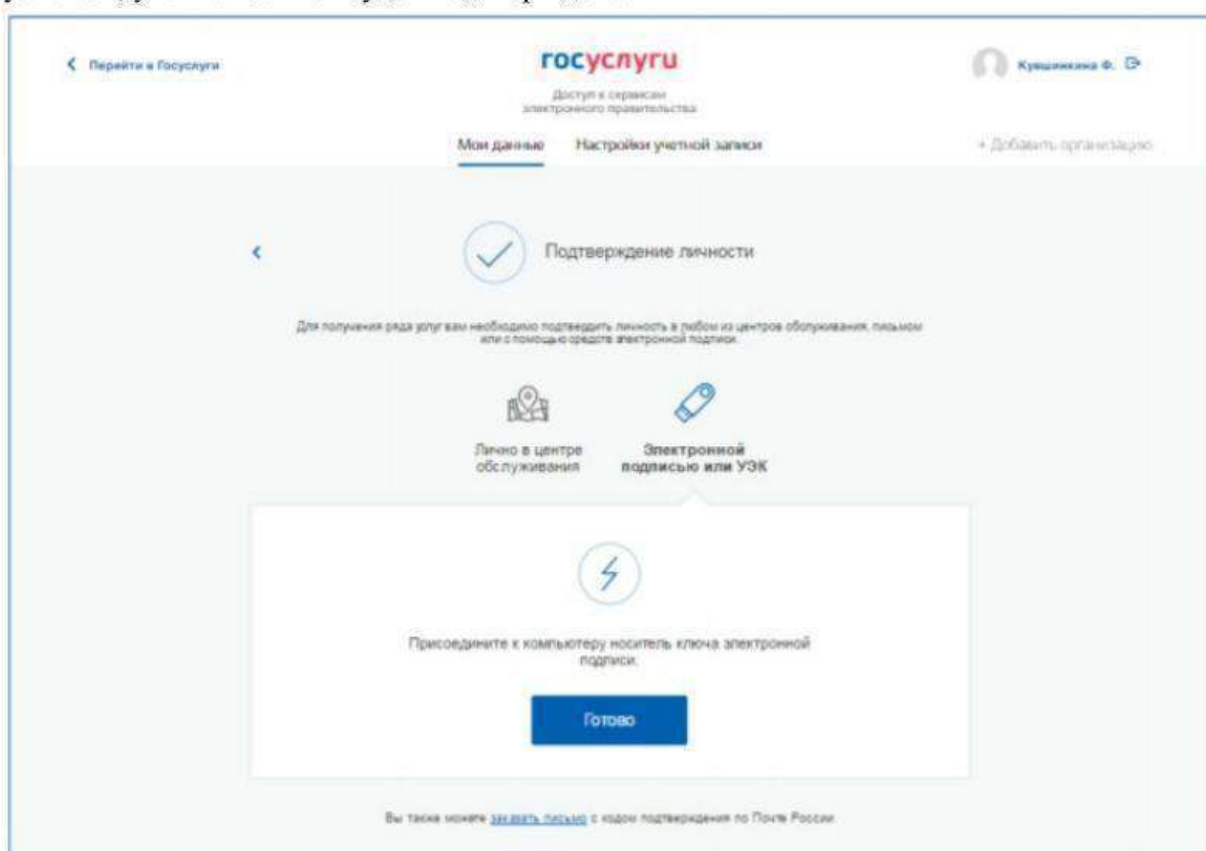 Перейти в Госуслуги
госуслуги
Доступ к сервисам
электронного правительства
Кувшинкина Ф.
Мои данные
Настройки учетной записи
+ Добавить организацию
Подтверждение личности
Для получения ряда услуг вам необходимо подтвердить личность в любом из центров обслуживания, письмом
или с помощью средств электронной подписи.
Лично в центре
обслуживания
Электронной
подписью или УЭК
Присоедините к компьютеру носитель ключа электронной
подписи.
Готово
Вы также можете заказать письмо с кодом подтверждения по Почте России